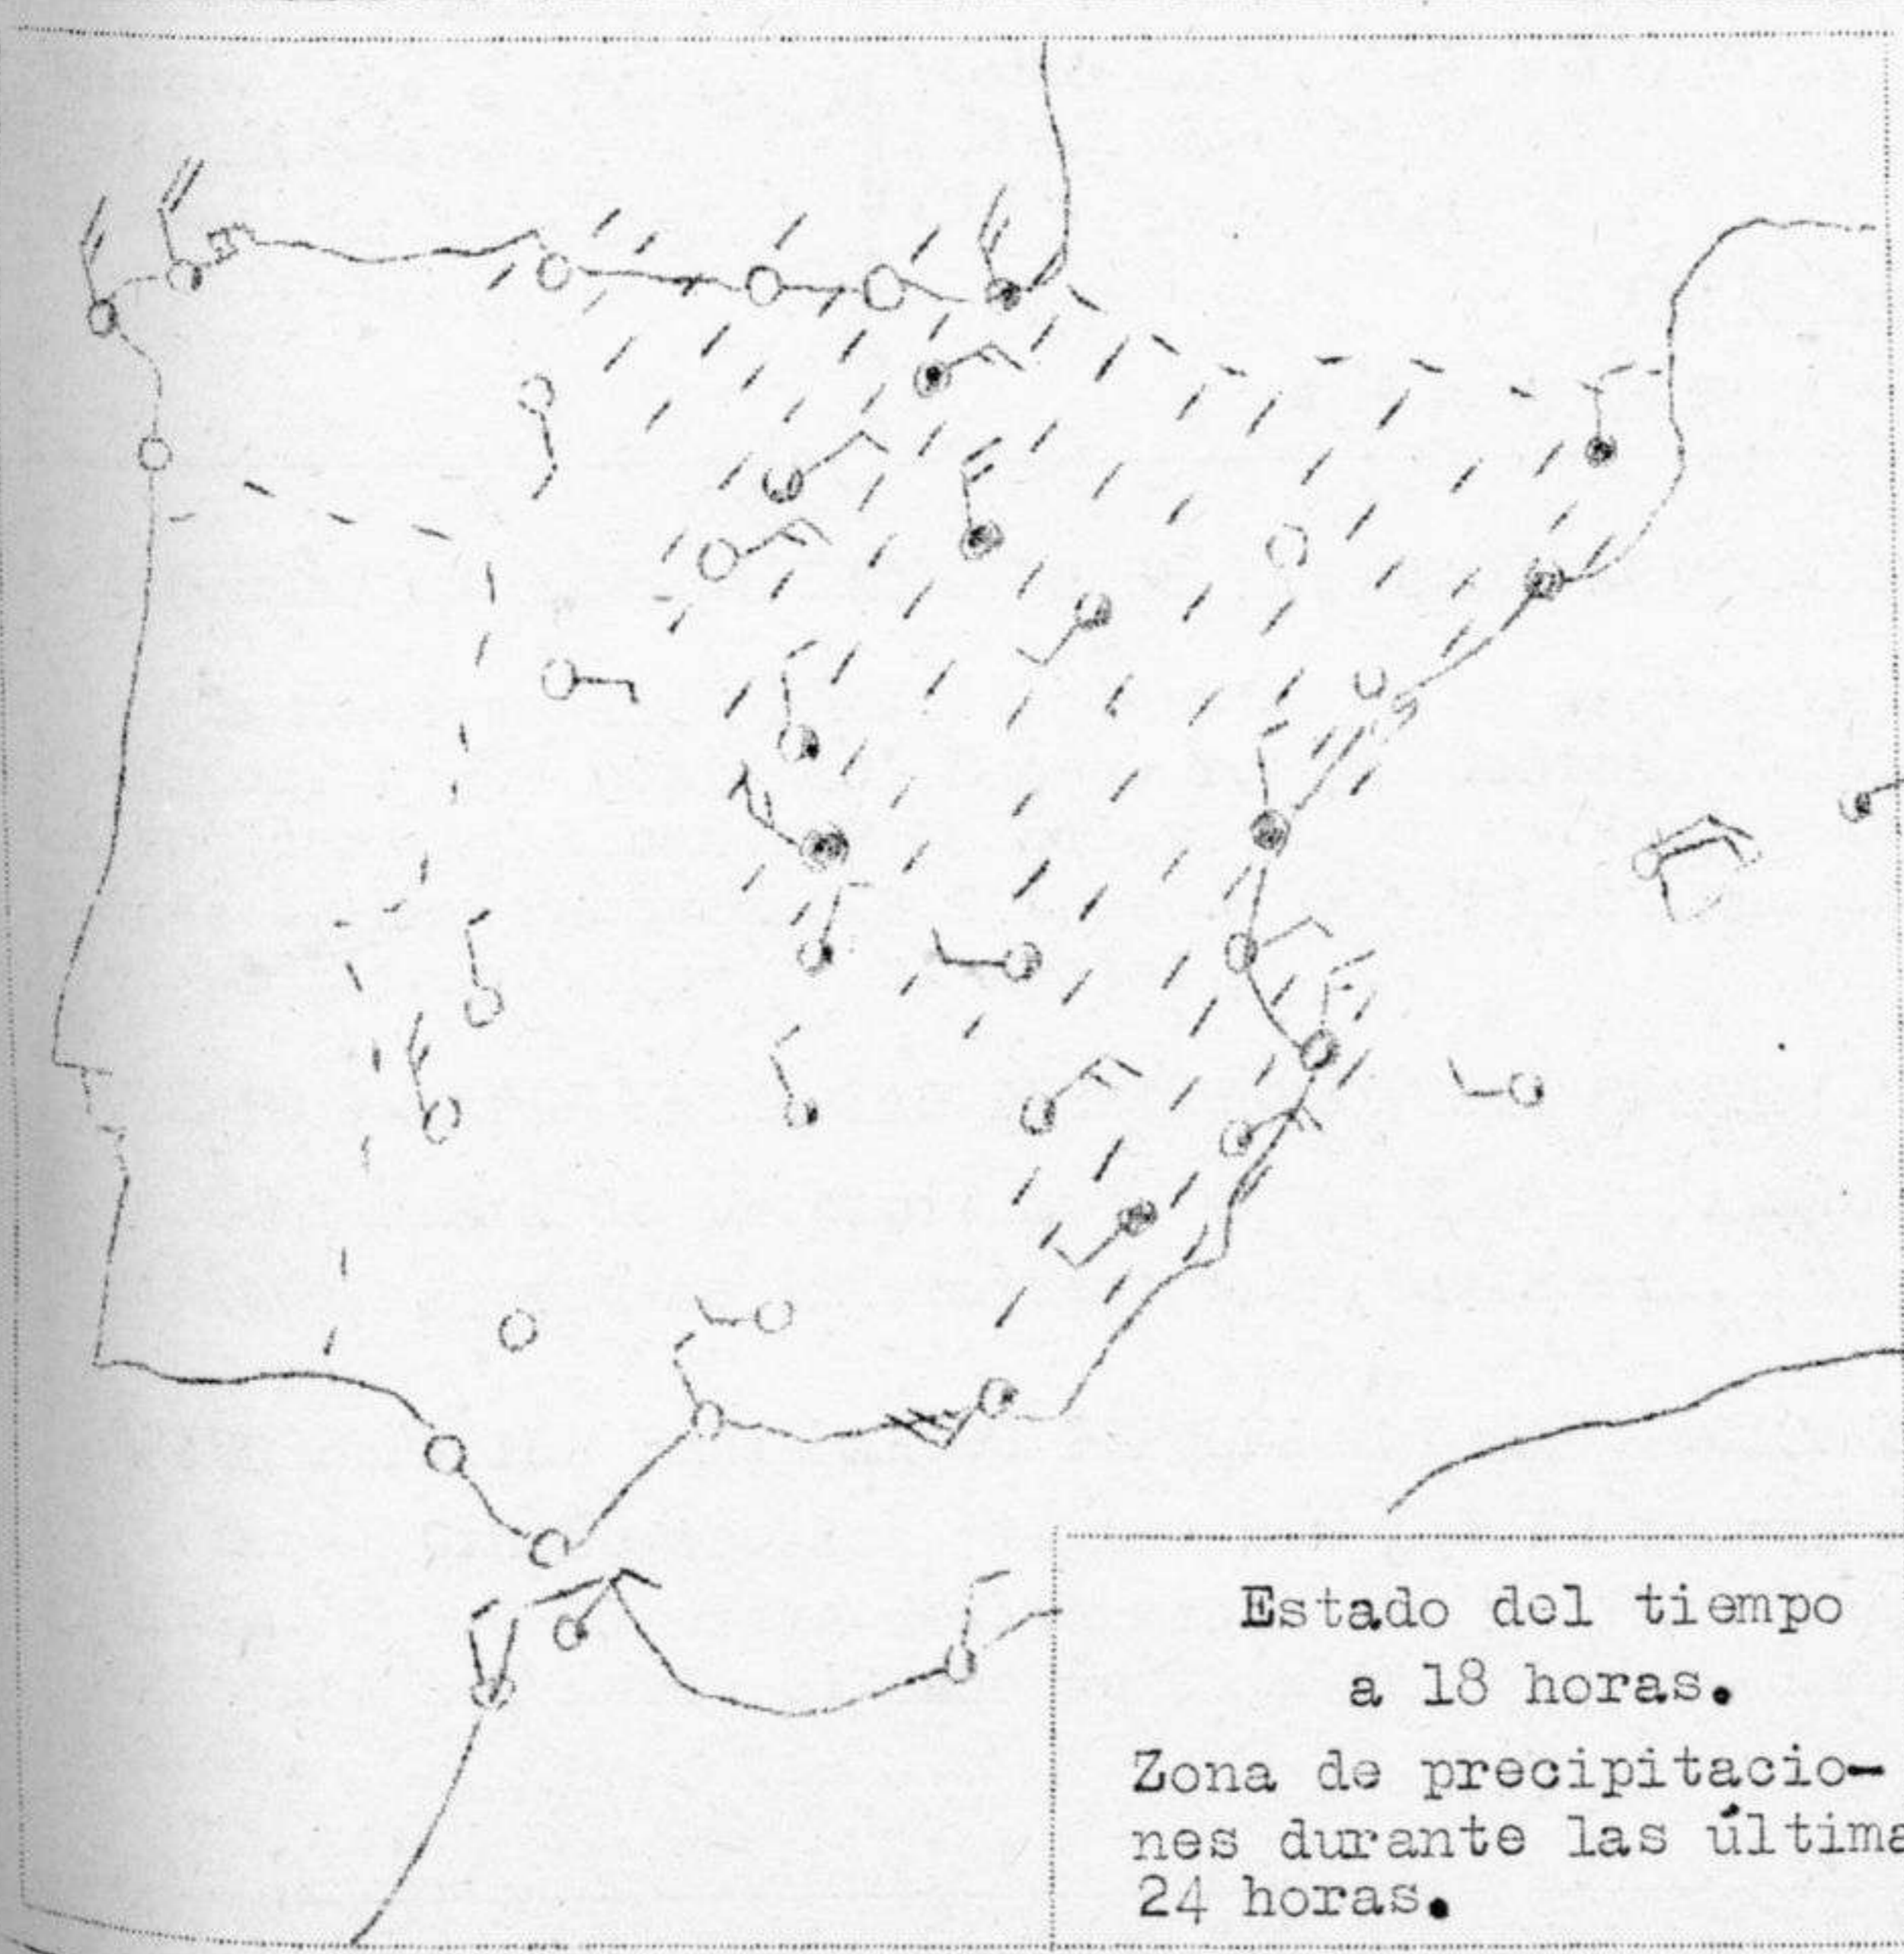 Estado del tiempo
a 18 horas.
Zona de precipitacio-
nes durante las última
24 horas.